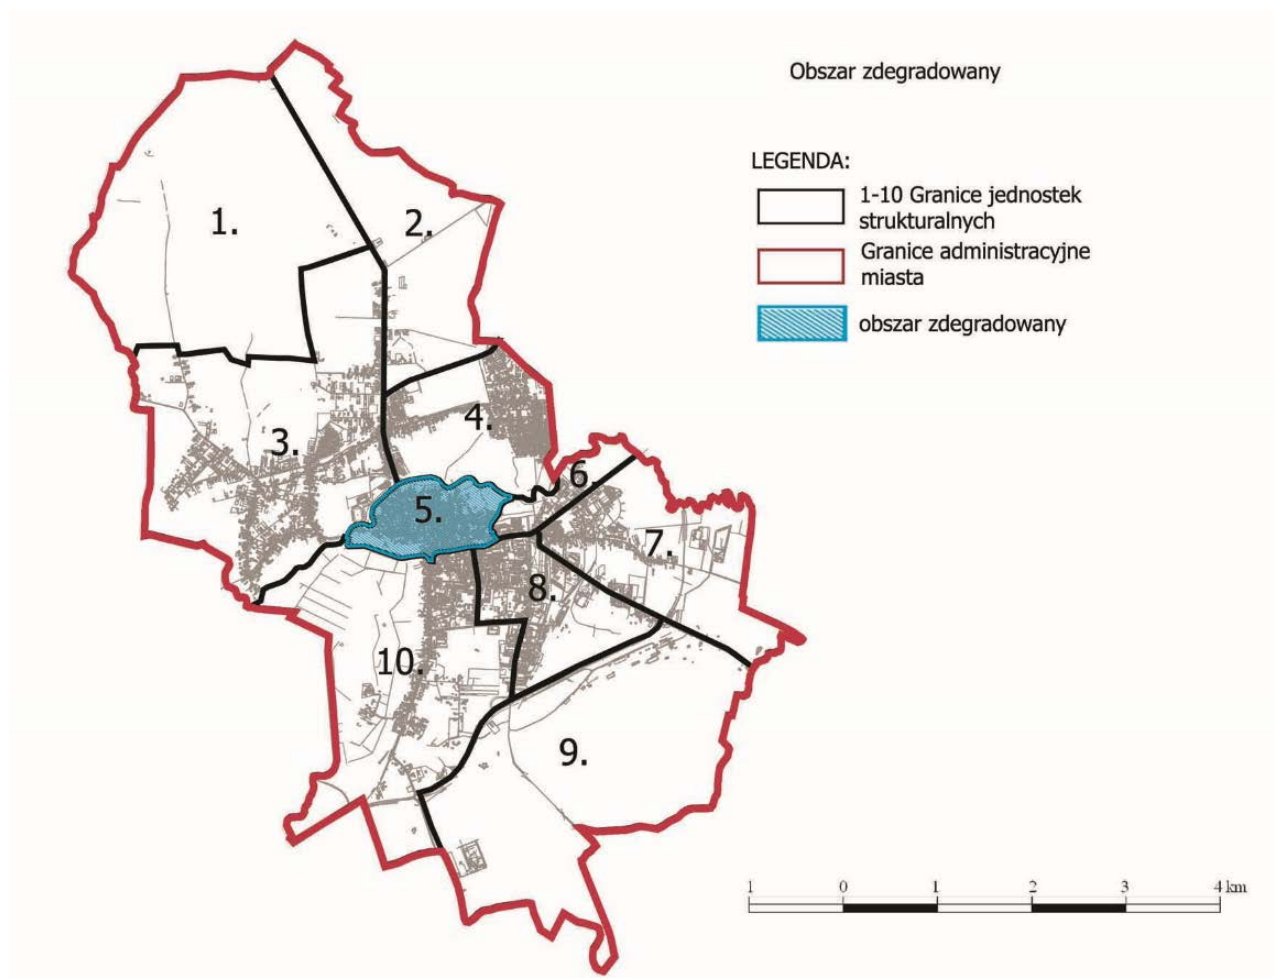 Obszar zdegradowany
LEGENDA:
1-10 Granice jednostek
strukturalnych
Granice administracyjne
miasta
obszar zdegradowany
1.
2.
3.
4.
5.
6.
7.
8.
9.
10.
1 0 1 2 3 4 km